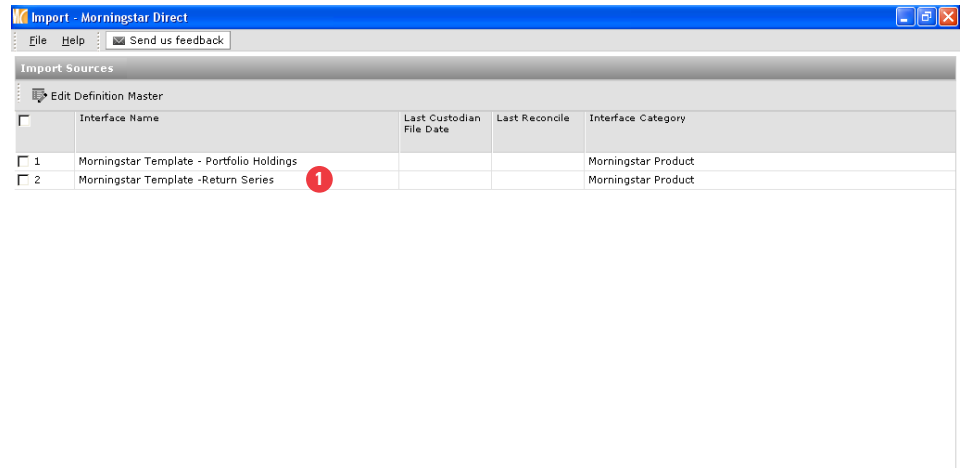 Import - Morningstar Direct
File Help Send us feedback
Import Sources
Edit Definition Master
Interface Name Last Custodian File Date Last Reconcile Interface Category
1 Morningstar Template - Portfolio Holdings Morningstar Product
2 Morningstar Template -Return Series 1 Morningstar Product